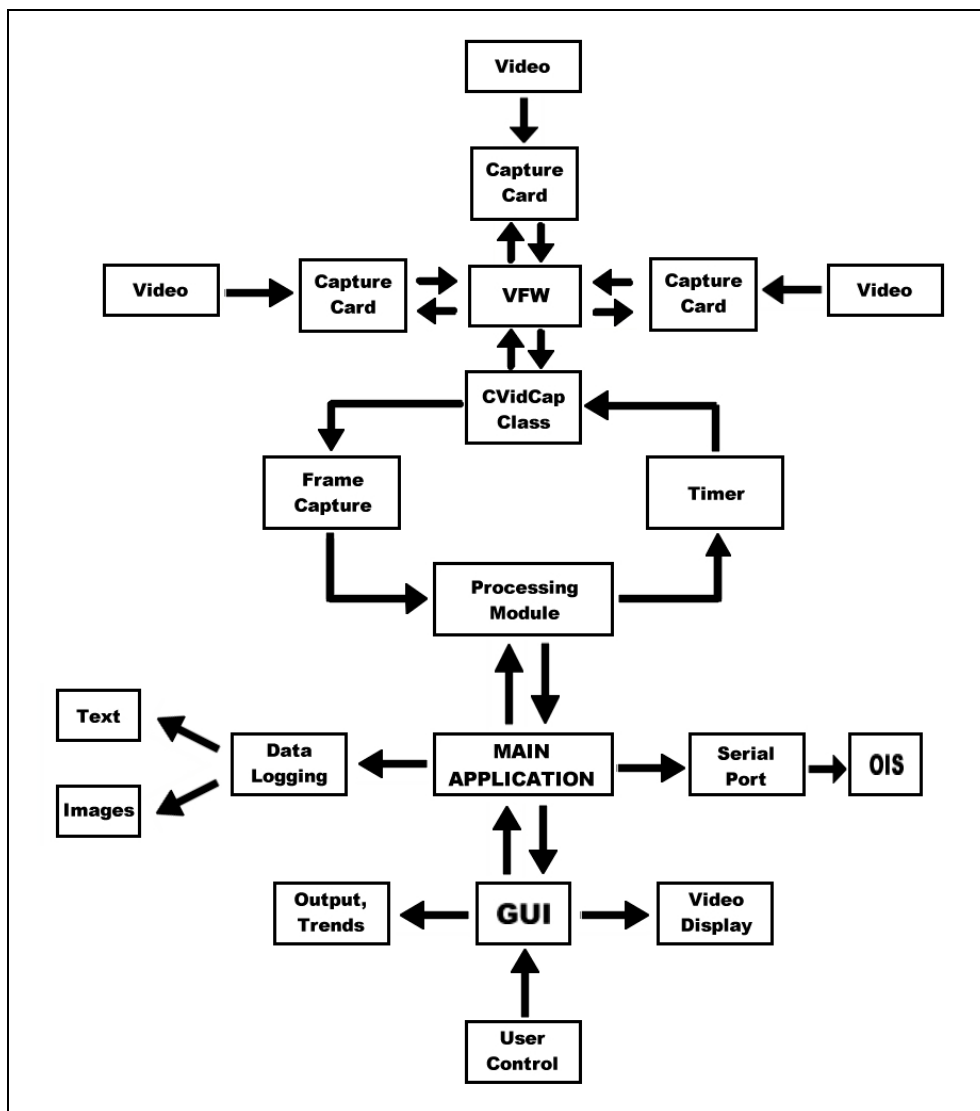 Video
Capture
Card
Video
Capture
Card
VFW
Capture
Card
Video
CVidCap
Class
Frame
Capture
Timer
Processing
Module
Text
Images
Data
Logging
MAIN
APPLICATION
Serial
Port
OIS
Output,
Trends
GUI
Video
Display
User
Control